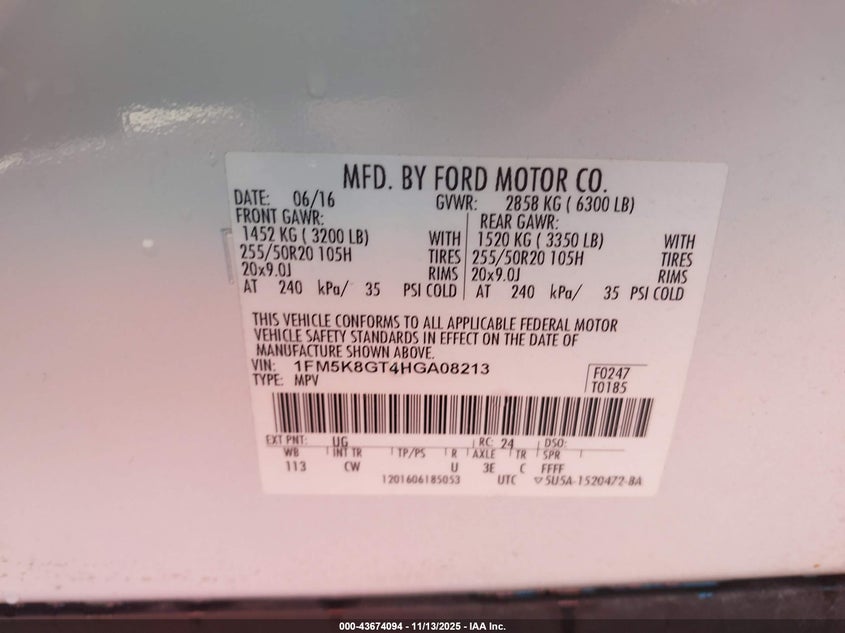 MFD. BY FORD MOTOR CO.
DATE: 06/16 GVWR: 2858 KG ( 6300 LB)
FRONT GAWR: REAR GAWR:
1452 KG ( 3200 LB) WITH 1520 KG ( 3350 LB) WITH
255/50R20 105H TIRES 255/50R20 105H TIRES
20x9.0J RIMS 20x9.0J RIMS
AT 240 kPa/ 35 PSI COLD AT 240 kPa/ 35 PSI COLD
THIS VEHICLE CONFORMS TO ALL APPLICABLE FEDERAL MOTOR
VEHICLE SAFETY STANDARDS IN EFFECT ON THE DATE OF
MANUFACTURE SHOWN ABOVE.
VIN: 1FM5K8GT4HGA08213 F0247
TYPE: MPV T0185
EXT PNT: UG RC: 24 DSO:
WB INT TR TP/PS R AXLE TR SPR
113 CW U 3E C FFFF
1201606185053 UTC ▽5U5A-1520472-BA
000-43674094 - 11/13/2025 - IAA Inc.